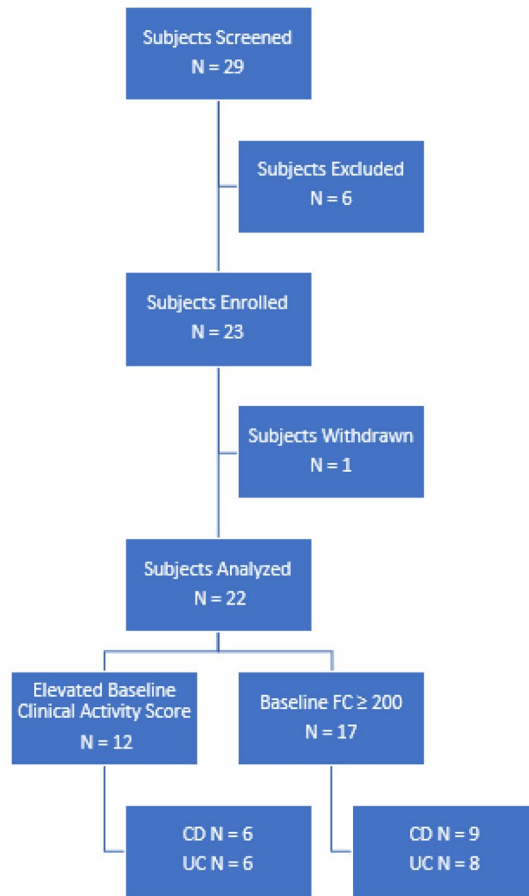 Subjects Screened
N = 29
Subjects Excluded
N = 6
Subjects Enrolled
N = 23
Subjects Withdrawn
N = 1
Subjects Analyzed
N = 22
Elevated Baseline
Clinical Activity Score
N = 12
Baseline FC ≥ 200
N = 17
CD N = 6
UC N = 6
CD N = 9
UC N = 8